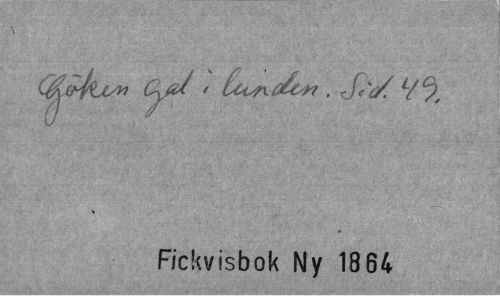 Göken gal i lunden. Sid. 49.
Fickvisbok Ny 1864